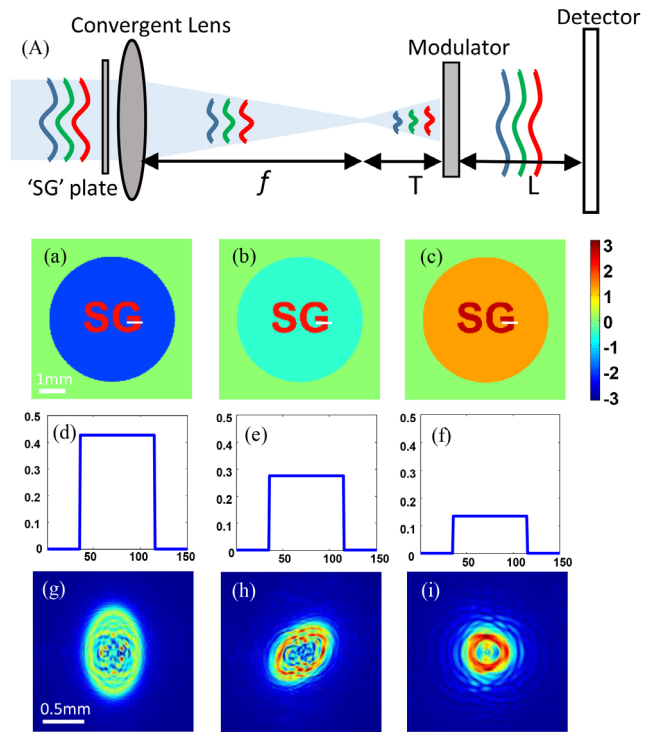 Detector
Convergent Lens
(A)
Modulator
'SG' plate
f
T
L
(a)
(b)
(c)
SG
SG
SG
1mm
3
2
1
0
-1
-2
-3
0.5
0.4
0.3
0.2
0.1
0
(d)
50
100
150
0.5
0.4
0.3
0.2
0.1
0
(e)
50
100
150
0.5
0.4
0.3
0.2
0.1
0
(f)
50
100
150
(g)
(h)
(i)
0.5mm